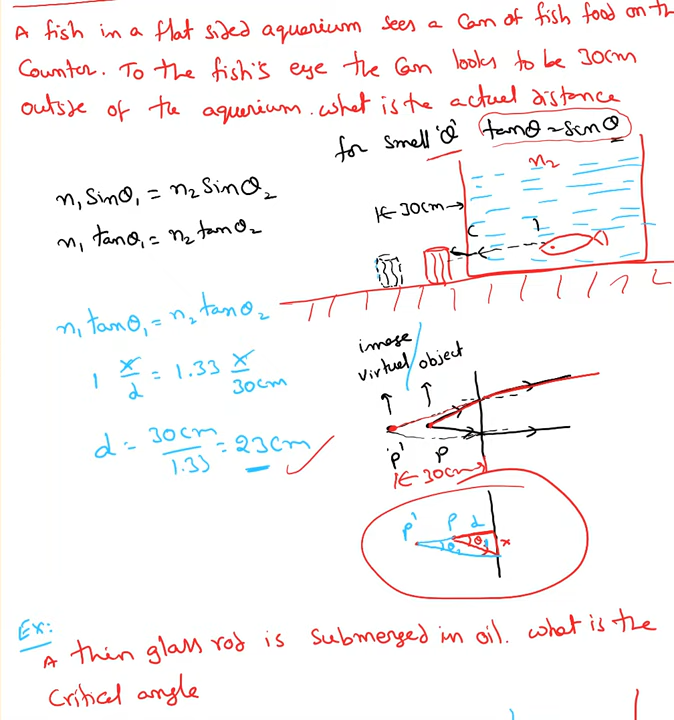 A fish in a flat sided aquarium sees a can of fish food on th
Counter. To the fish's eye the can looks to be 30cm
outside of the aquarium. what is the actual distance
for small 'θ' tanθ ≈ sinθ
n₂
n₁ sinθ₁ = n₂ sinθ₂
n₁ tanθ₁ = n₂ tanθ₂
30cm
n₁ tanθ₁ = n₂ tanθ₂
1 x/d = 1.33 x/30cm
d = 30cm/1.33 = 23cm
image
virtual / object
p' p
30cm
p' p d
θ₂ θ₁ x
Ex:
A thin glass rod is submerged in oil. what is the
critical angle